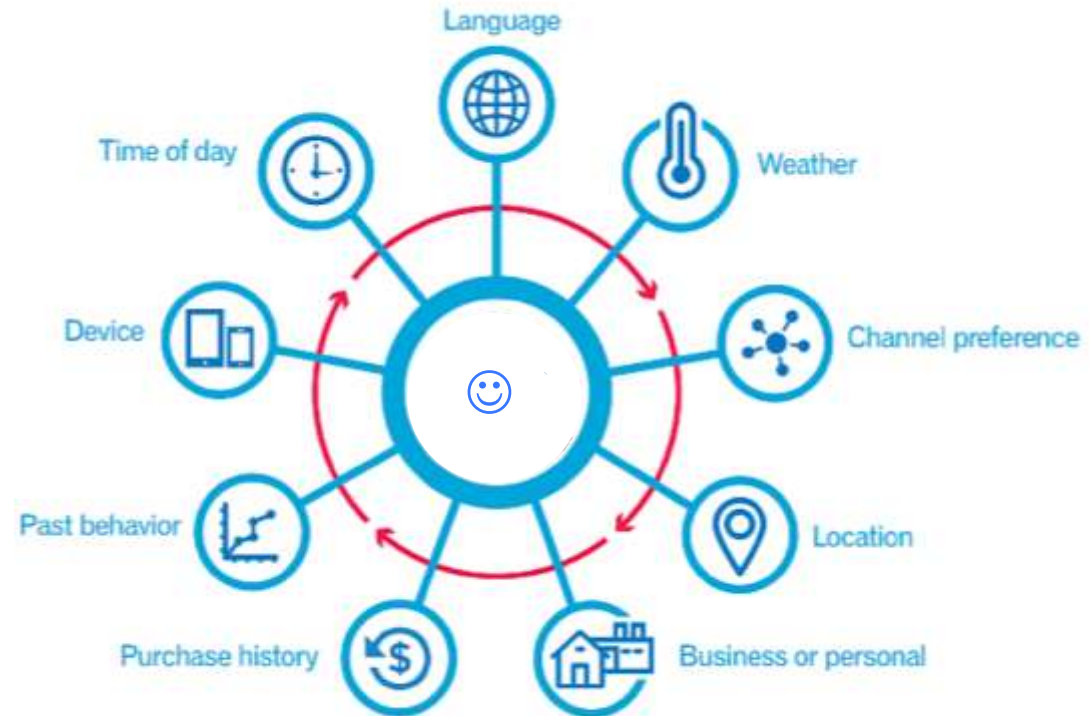 Language
Time of day
Weather
Device
Channel preference
Past behavior
Location
$
Purchase history
Business or personal